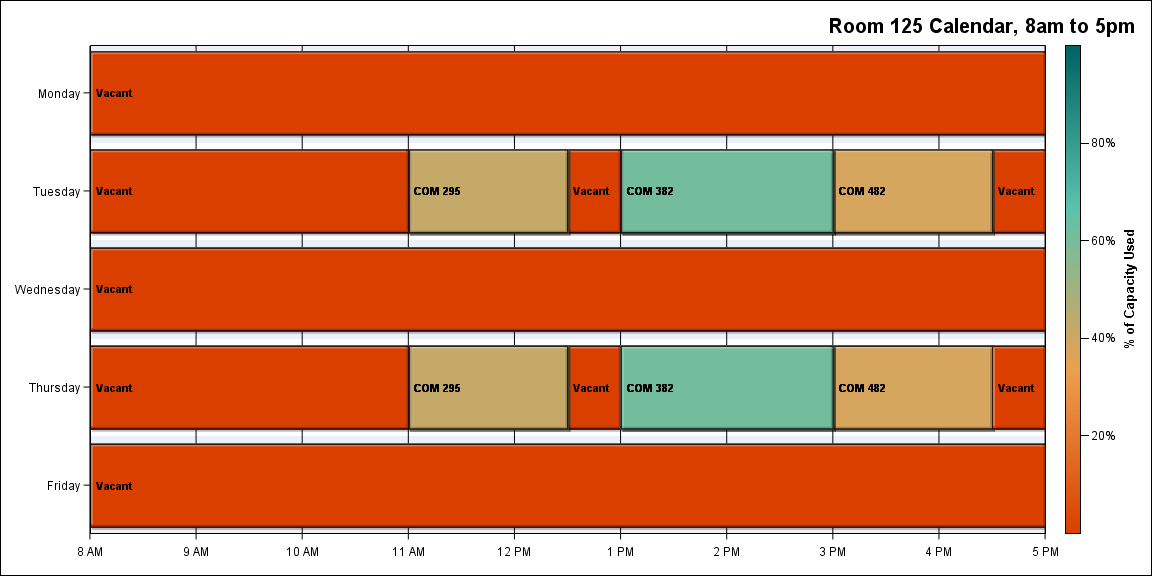 Room 125 Calendar, 8am to 5pm
Monday
Vacant
80%
Tuesday
Vacant
COM 295
Vacant
COM 382
COM 482
Vacant
60%
% of Capacity Used
Wednesday
Vacant
40%
Thursday
Vacant
COM 295
Vacant
COM 382
COM 482
Vacant
20%
Friday
Vacant
8 AM
9 AM
10 AM
11 AM
12 PM
1 PM
2 PM
3 PM
4 PM
5 PM